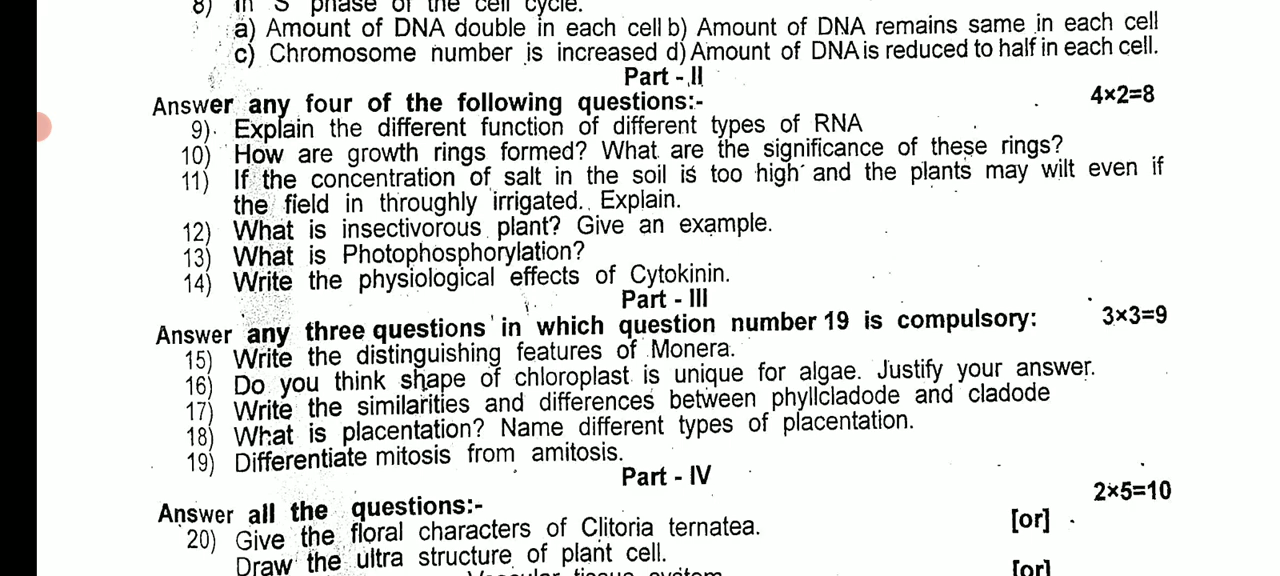 8) In S phase of the cell cycle.
a) Amount of DNA double in each cell b) Amount of DNA remains same in each cell
c) Chromosome number is increased d) Amount of DNA is reduced to half in each cell.
Part - II
Answer any four of the following questions:- 4×2=8
9) Explain the different function of different types of RNA
10) How are growth rings formed? What are the significance of these rings?
11) If the concentration of salt in the soil is too high and the plants may wilt even if
the field in throughly irrigated. Explain.
12) What is insectivorous plant? Give an example.
13) What is Photophosphorylation?
14) Write the physiological effects of Cytokinin.
Part - III
Answer any three questions in which question number 19 is compulsory: 3×3=9
15) Write the distinguishing features of Monera.
16) Do you think shape of chloroplast is unique for algae. Justify your answer.
17) Write the similarities and differences between phyllcladode and cladode
18) What is placentation? Name different types of placentation.
19) Differentiate mitosis from amitosis.
Part - IV
Answer all the questions:- 2×5=10
20) Give the floral characters of Clitoria ternatea. [or]
Draw the ultra structure of plant cell.
Vascular tissue system [or]